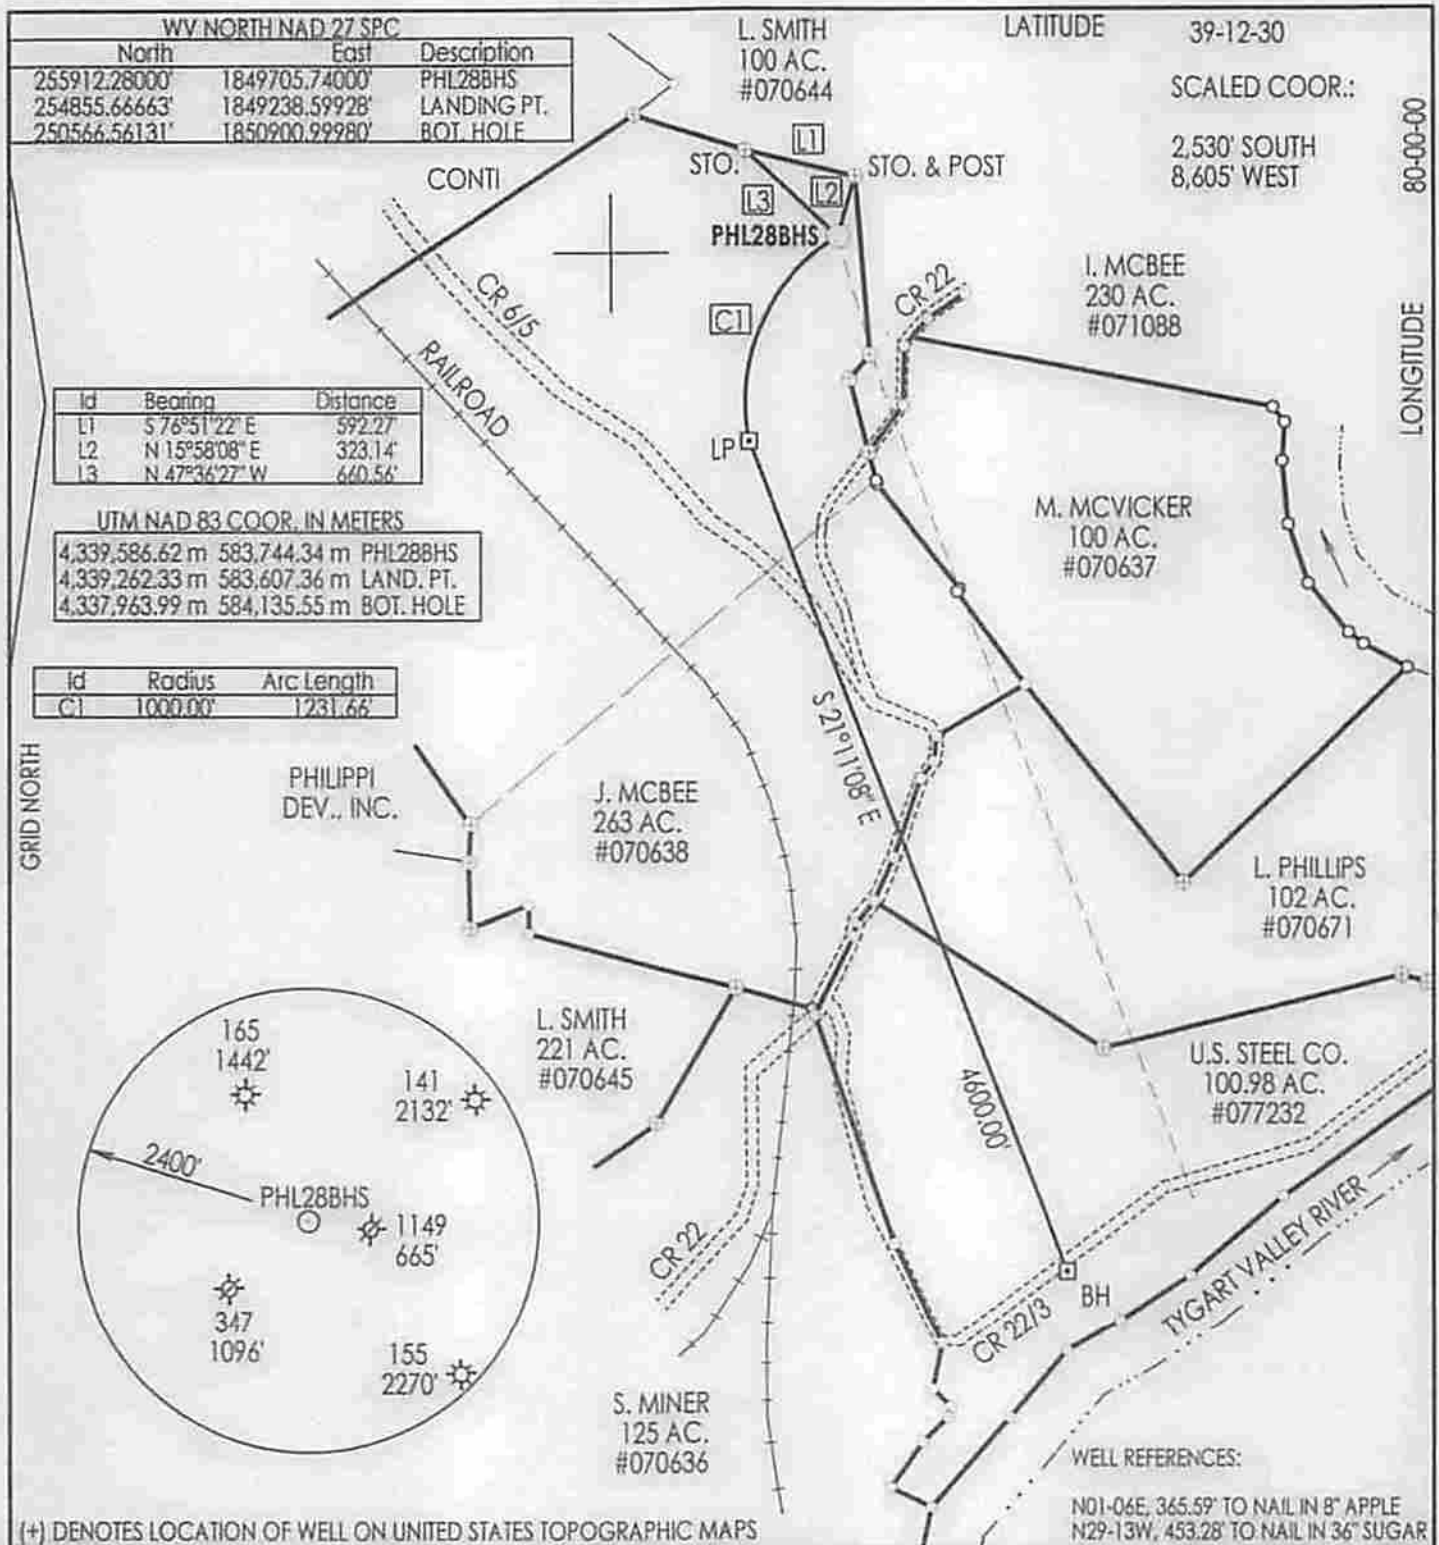 WV NORTH NAD 27 SPC
North East Description
255912.28000' 1849705.74000' PHL28BHS
254855.66663' 1849238.59928' LANDING PT.
250566.56131' 1850900.99980' BOT. HOLE
L. SMITH
100 AC.
#070644
LATITUDE 39-12-30
SCALED COOR.:
2,530' SOUTH
8,605' WEST
80-00-00
LONGITUDE
CONTI
STO.
L1
STO. & POST
L2
L3
PHL28BHS
C1
CR 6/5
RAILROAD
CR 22
I. MCBEE
230 AC.
#071088
Id Bearing Distance
L1 S 76°51'22" E 592.27'
L2 N 15°58'08" E 323.14'
L3 N 47°36'27" W 660.56'
LP
M. MCVICKER
100 AC.
#070637
UTM NAD 83 COOR. IN METERS
4,339,586.62 m 583,744.34 m PHL28BHS
4,339,262.33 m 583,607.36 m LAND. PT.
4,337,963.99 m 584,135.55 m BOT. HOLE
Id Radius Arc Length
C1 1000.00' 1231.66'
GRID NORTH
S 21°11'08" E
PHILIPPI
DEV., INC.
J. MCBEE
263 AC.
#070638
L. PHILLIPS
102 AC.
#070671
L. SMITH
221 AC.
#070645
U.S. STEEL CO.
100.98 AC.
#077232
4600.00'
165
1442'
141
2132'
2400'
PHL28BHS
1149
665'
347
1096'
155
2270'
CR 22
BH
CR 22/3
TYGART VALLEY RIVER
S. MINER
125 AC.
#070636
WELL REFERENCES:
N01-06E, 365.59' TO NAIL IN 8" APPLE
N29-13W, 453.28' TO NAIL IN 36" SUGAR
(+) DENOTES LOCATION OF WELL ON UNITED STATES TOPOGRAPHIC MAPS